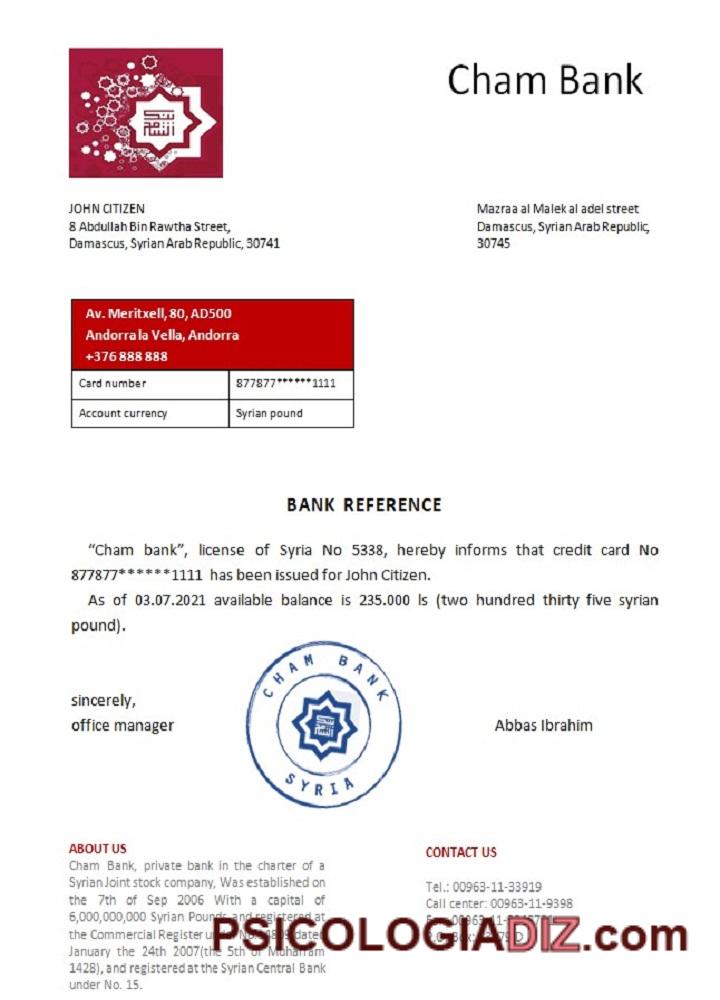 Cham Bank
JOHN CITIZEN
8 Abdullah Bin Rawtha Street,
Damascus, Syrian Arab Republic, 30741
Mazraa al Malek al adel street
Damascus, Syrian Arab Republic,
30745
Av. Meritxell, 80, AD500
Andorra la Vella, Andorra
+376 888 888
Card number 877877******1111
Account currency Syrian pound
BANK REFERENCE
“Cham bank”, license of Syria No 5338, hereby informs that credit card No
877877******1111 has been issued for John Citizen.
As of 03.07.2021 available balance is 235.000 ls (two hundred thirty five syrian
pound).
CHAM BANK
SYRIA
sincerely,
office manager
Abbas Ibrahim
ABOUT US
Cham Bank, private bank in the charter of a
Syrian Joint stock company, Was established on
the 7th of Sep 2006 With a capital of
6,000,000,000 Syrian Pounds and registered at
the Commercial Register under dated
January the 24th 2007(the 5th of Muharram
1428), and registered at the Syrian Central Bank
under No. 15.
CONTACT US
Tel.: 00963-11-33919
Call center: 00963-11-9398
PSICOLOGIADIZ.com